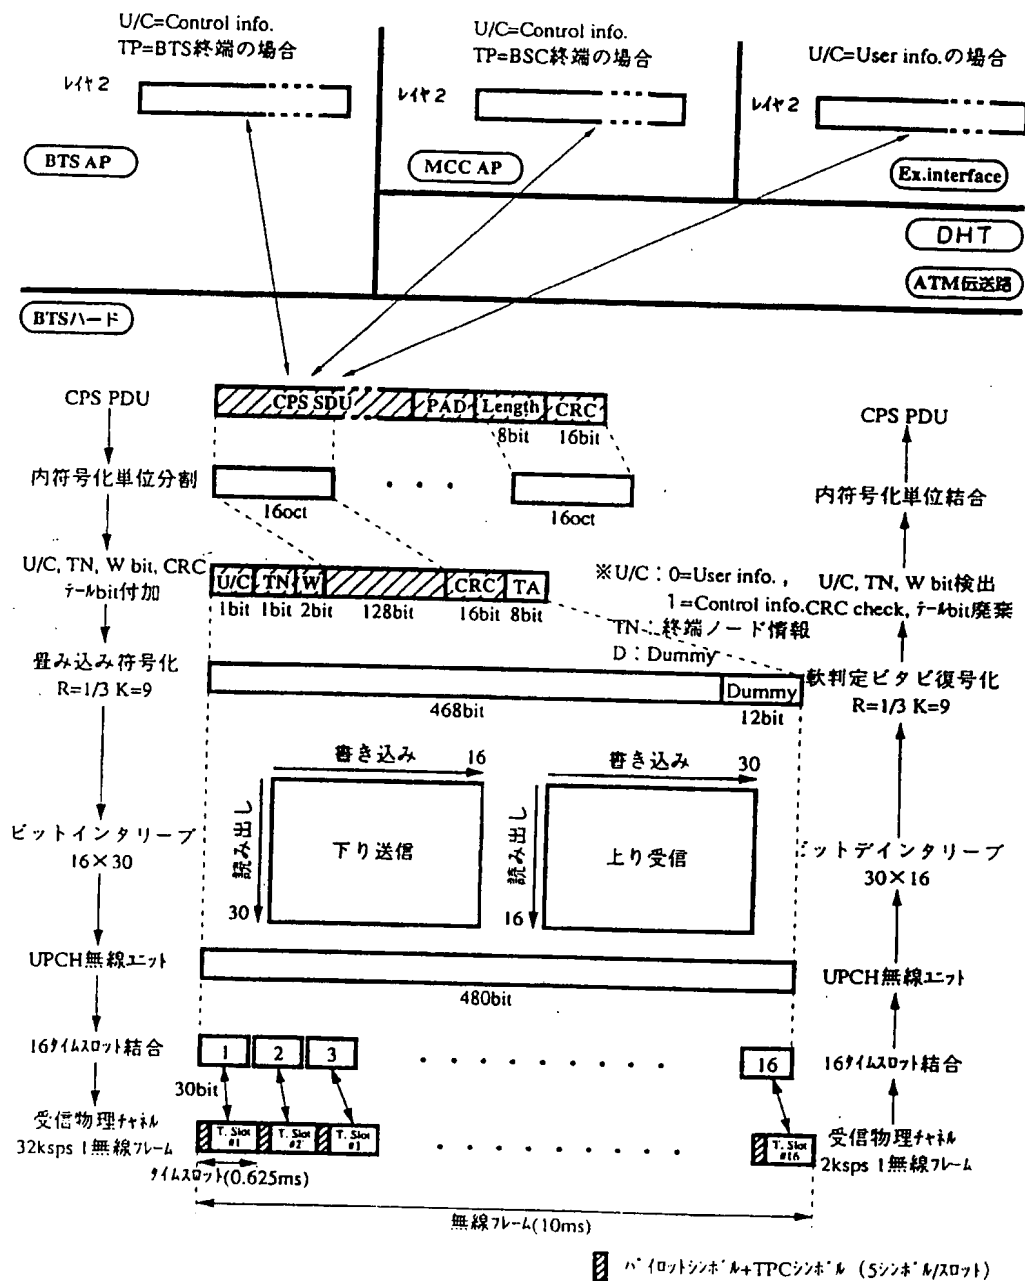 U/C=Control info.
TP=BTS終端の場合
レイヤ2
BTS AP
U/C=Control info.
TP=BSC終端の場合
レイヤ2
MCC AP
U/C=User info.の場合
レイヤ2
Ex.interface
DHT
ATM伝送路
BTSハード
CPS PDU
CPS SDU
PAD
Length
CRC
8bit
16bit
CPS PDU
内符号化単位分割
・・・
16oct
16oct
内符号化単位結合
U/C, TN, W bit, CRC
テールbit付加
U/C
TN
W
CRC
TA
1bit
1bit
2bit
128bit
16bit
8bit
※U/C:0=User info. ,
1=Control info.
TN:終端ノード情報
D:Dummy
U/C, TN, W bit検出
CRC check, テールbit廃棄
畳み込み符号化
R=1/3 K=9
Dummy
468bit
12bit
軟判定ビタビ復号化
R=1/3 K=9
書き込み
16
読み出し
30
下り送信
書き込み
30
読み出し
16
上り受信
ビットインタリーブ
16×30
ビットデインタリーブ
30×16
UPCH無線ユニット
480bit
UPCH無線ユニット
16タイムスロット結合
1
2
3
・・・・・・・・・
16
16タイムスロット結合
30bit
受信物理チャネル
32ksps 1無線フレーム
T. Slot
#1
T. Slot
#2
T. Slot
#3
・・・・・・・・・
T. Slot
#16
受信物理チャネル
2ksps 1無線フレーム
タイムスロット(0.625ms)
無線フレーム(10ms)
パイロットシンボル+TPCシンボル (5シンボル/スロット)